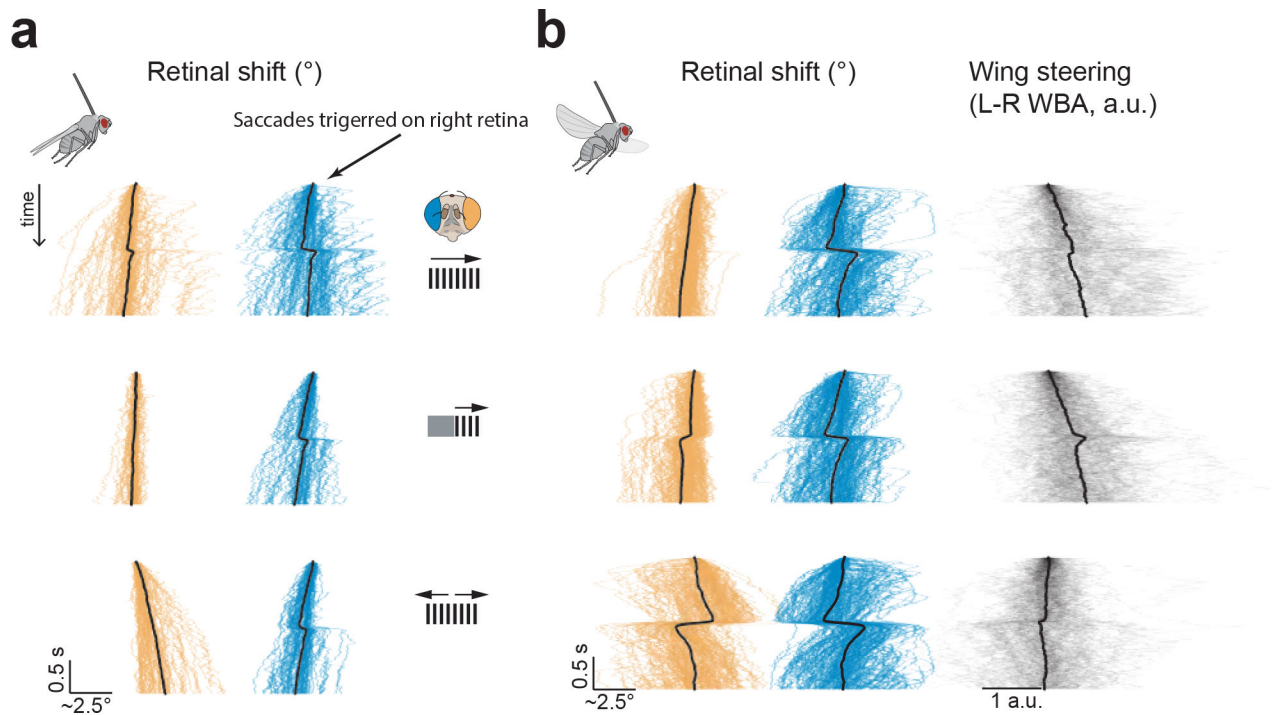 a
Retinal shift (°)
Saccades trigerred on right retina
time
0.5 s
~2.5°
b
Retinal shift (°)
Wing steering
(L-R WBA, a.u.)
0.5 s
~2.5°
1 a.u.